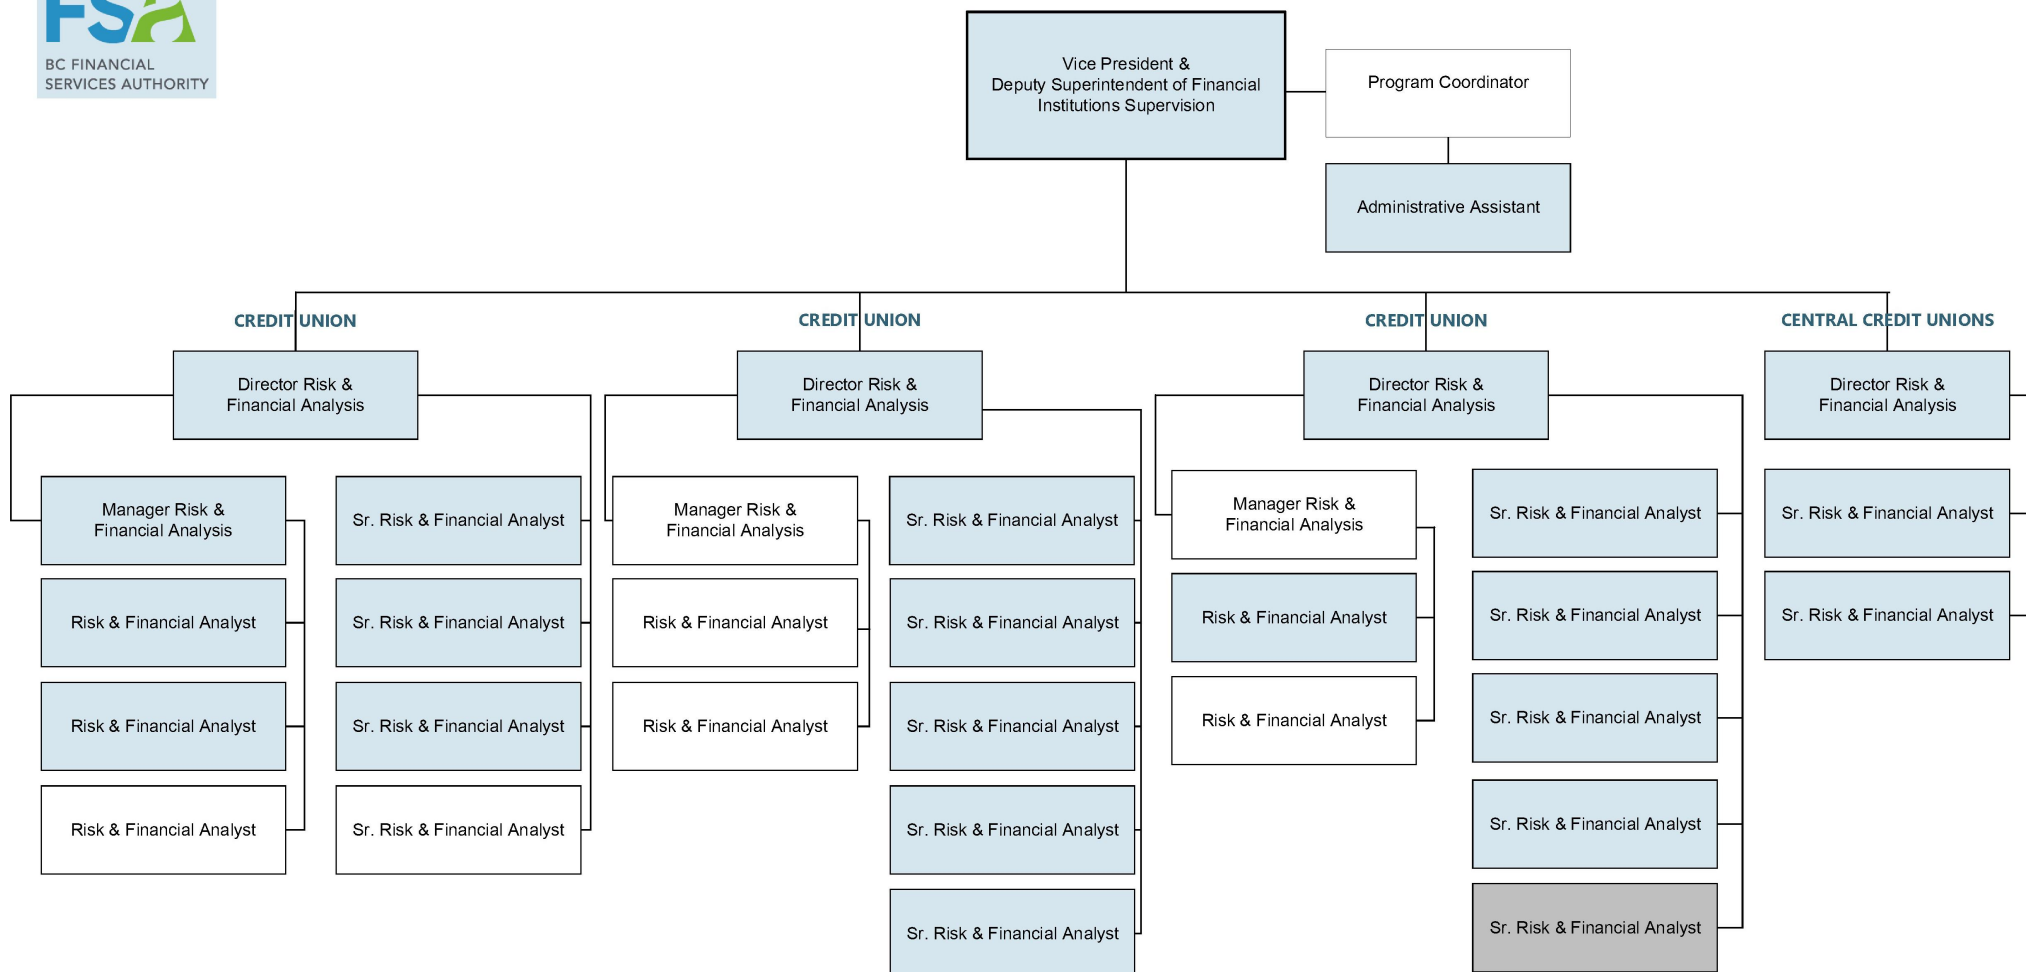 FSA
BC FINANCIAL
SERVICES AUTHORITY
Vice President &
Deputy Superintendent of Financial
Institutions Supervision
Program Coordinator
Administrative Assistant
CREDIT UNION
CREDIT UNION
CREDIT UNION
CENTRAL CREDIT UNIONS
Director Risk &
Financial Analysis
Manager Risk &
Financial Analysis
Risk & Financial Analyst
Risk & Financial Analyst
Risk & Financial Analyst
Sr. Risk & Financial Analyst
Sr. Risk & Financial Analyst
Sr. Risk & Financial Analyst
Sr. Risk & Financial Analyst
Director Risk &
Financial Analysis
Manager Risk &
Financial Analysis
Risk & Financial Analyst
Risk & Financial Analyst
Sr. Risk & Financial Analyst
Sr. Risk & Financial Analyst
Sr. Risk & Financial Analyst
Sr. Risk & Financial Analyst
Sr. Risk & Financial Analyst
Director Risk &
Financial Analysis
Manager Risk &
Financial Analysis
Risk & Financial Analyst
Risk & Financial Analyst
Sr. Risk & Financial Analyst
Sr. Risk & Financial Analyst
Sr. Risk & Financial Analyst
Sr. Risk & Financial Analyst
Sr. Risk & Financial Analyst
Director Risk &
Financial Analysis
Sr. Risk & Financial Analyst
Sr. Risk & Financial Analyst